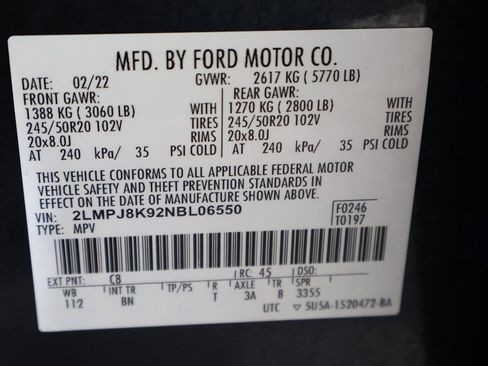 MFD. BY FORD MOTOR CO.
DATE: 02/22 GVWR: 2617 KG ( 5770 LB)
FRONT GAWR: REAR GAWR:
1388 KG ( 3060 LB) WITH 1270 KG ( 2800 LB) WITH
245/50R20 102V TIRES 245/50R20 102V TIRES
20x8.0J RIMS 20x8.0J RIMS
AT 240 kPa/ 35 PSI COLD AT 240 kPa/ 35 PSI COLD
THIS VEHICLE CONFORMS TO ALL APPLICABLE FEDERAL MOTOR
VEHICLE SAFETY AND THEFT PREVENTION STANDARDS IN
EFFECT ON THE DATE OF MANUFACTURE SHOWN ABOVE.
VIN: 2LMPJ8K92NBL06550 F0246
TYPE: MPV T0197
EXT PNT: C8 RC: 45 DSO:
WB INT TR TP/PS R AXLE TR SPR
112 BN T 3A 8 3355
UTC 5U5A-1520472-BA